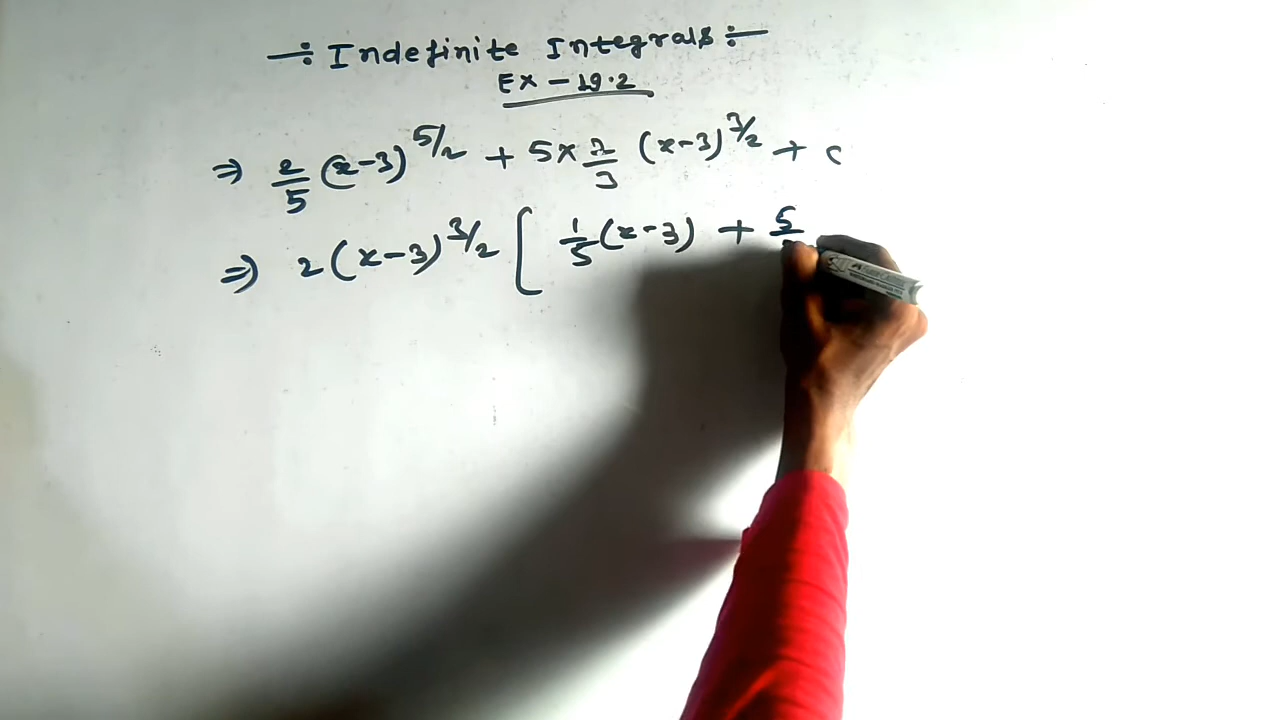 ÷ Indefinite Integrals ÷
Ex - 19.2
⇒ 2/5 (x-3)^5/2 + 5 × 2/3 (x-3)^3/2 + c
⇒ 2(x-3)^3/2 [ 1/5 (x-3) + 5/